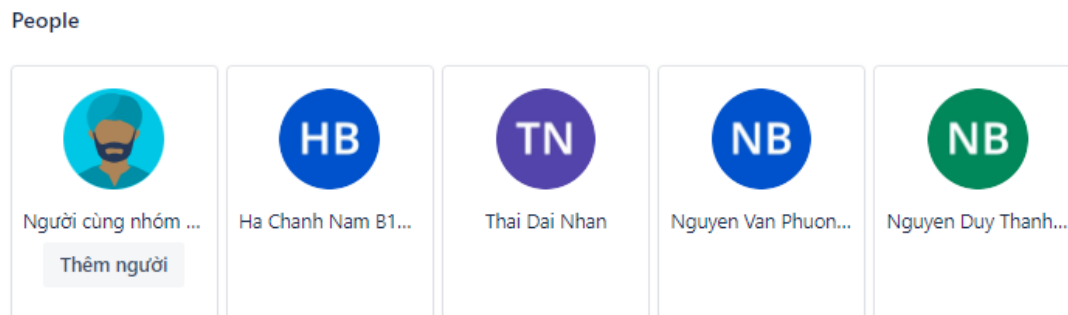 People
HB
TN
NB
NB
Người cùng nhóm ...
Ha Chanh Nam B1...
Thai Dai Nhan
Nguyen Van Phuon...
Nguyen Duy Thanh...
Thêm người